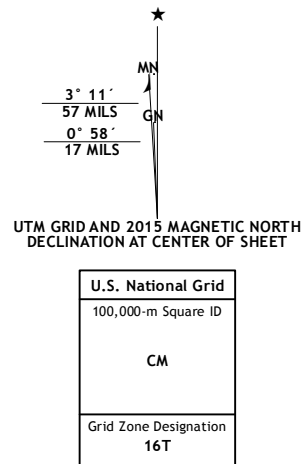 MN
3° 11´
57 MILS
GN
0° 58´
17 MILS
UTM GRID AND 2015 MAGNETIC NORTH
DECLINATION AT CENTER OF SHEET
U.S. National Grid
100,000-m Square ID
CM
Grid Zone Designation
16T